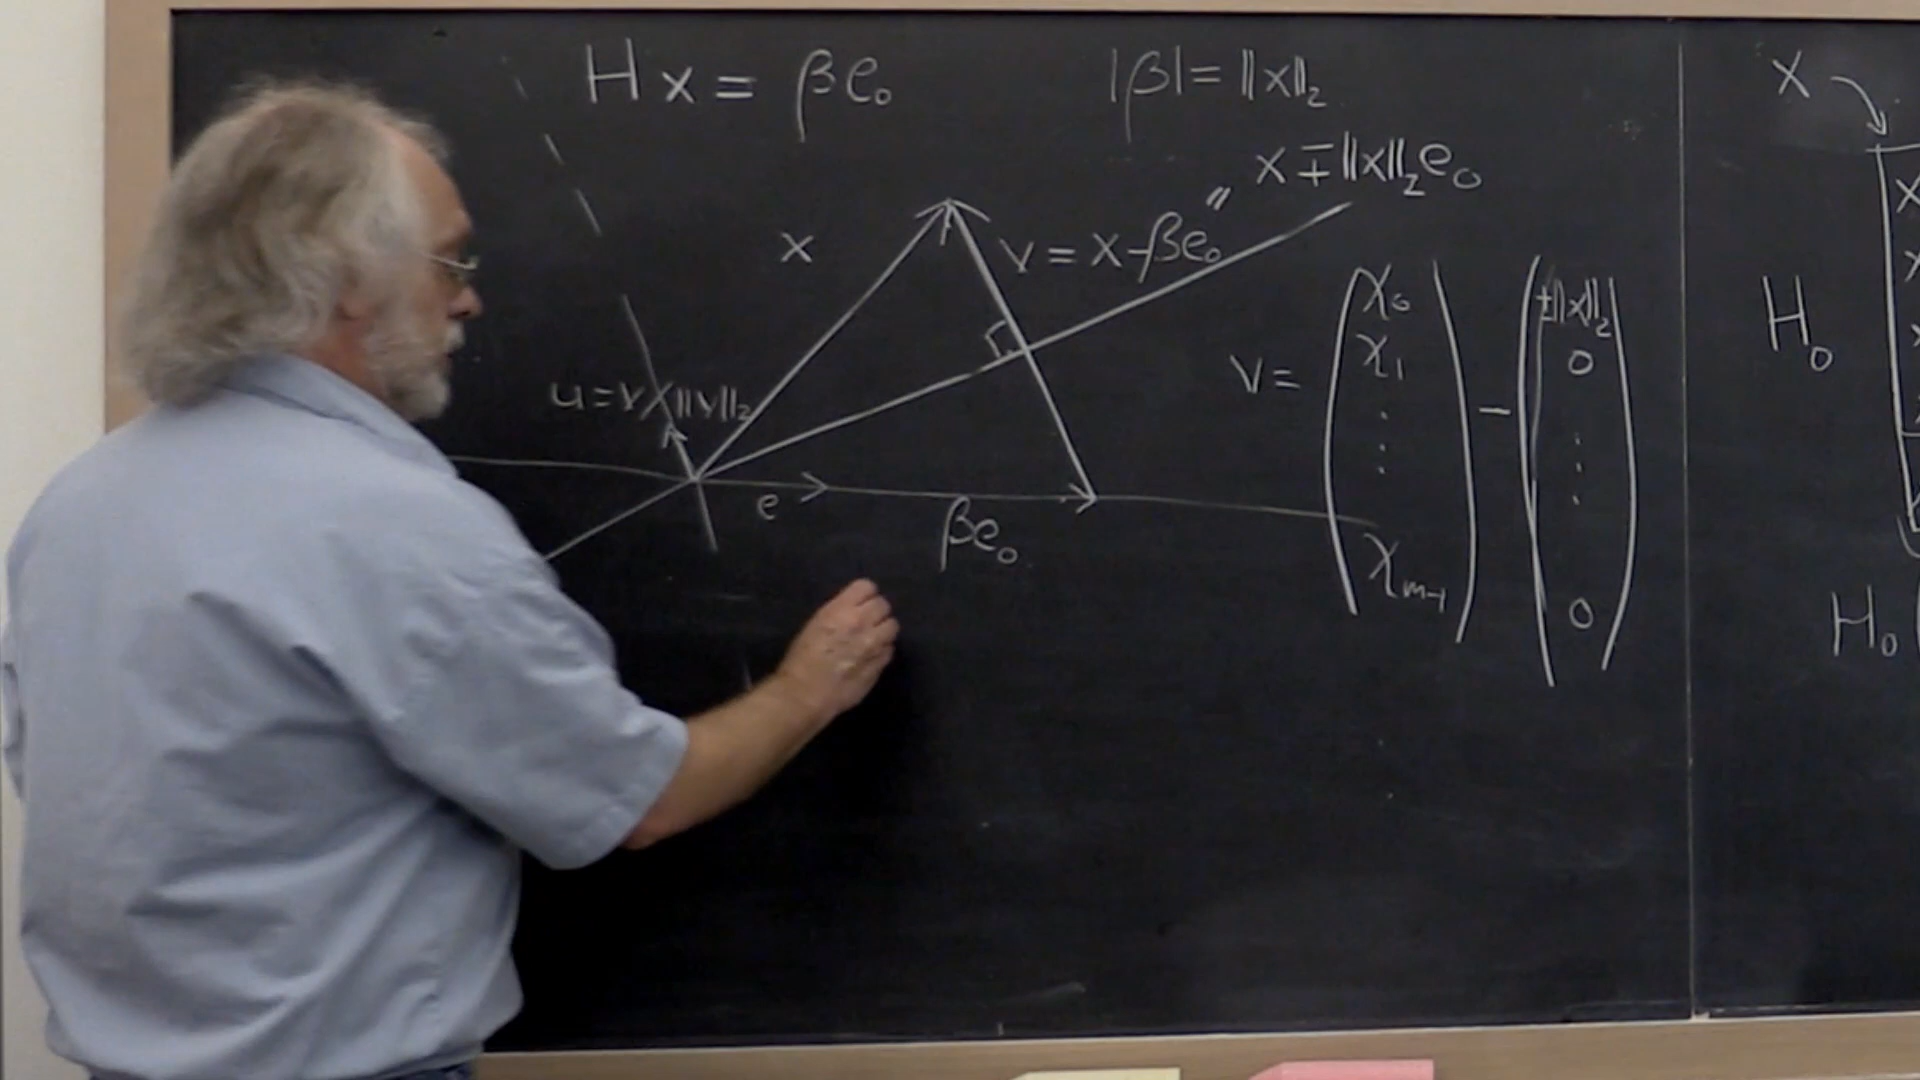 Hx = βe₀
|β| = ‖x‖₂
x ∓ ‖x‖₂e₀
〃
x
v = x-βe₀
u = v/‖v‖₂
e
βe₀
v =
χ₀
χ₁
⋮
χₘ₋₁
−
±‖x‖₂
0
⋮
0
X
H₀
H₀